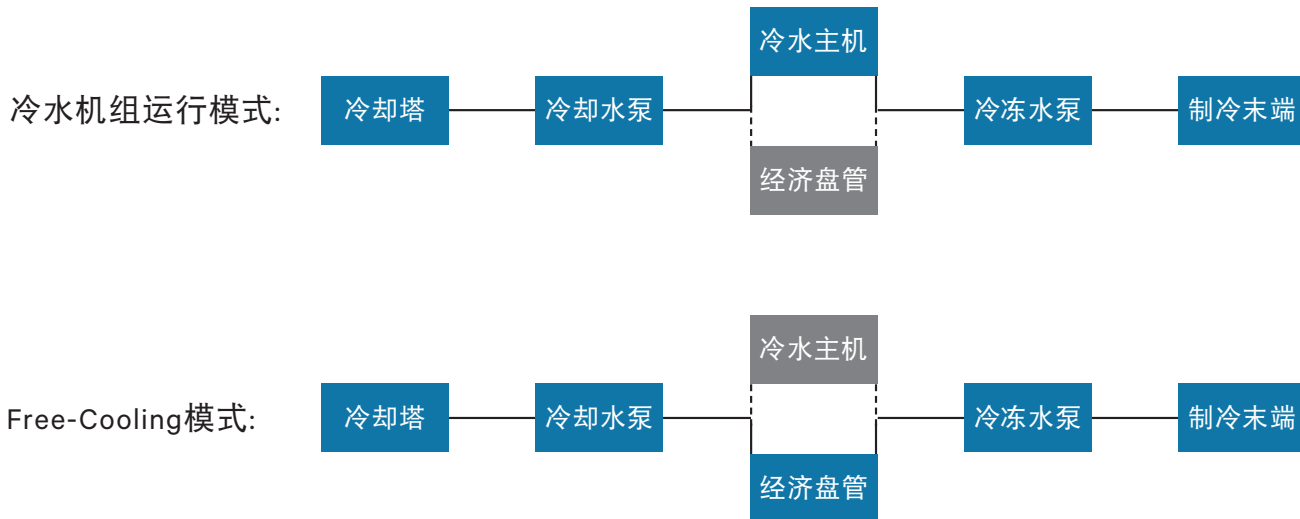 冷水主机
冷水机组运行模式: 冷却塔 冷却水泵 冷冻水泵 制冷末端
经济盘管
冷水主机
Free-Cooling模式: 冷却塔 冷却水泵 冷冻水泵 制冷末端
经济盘管